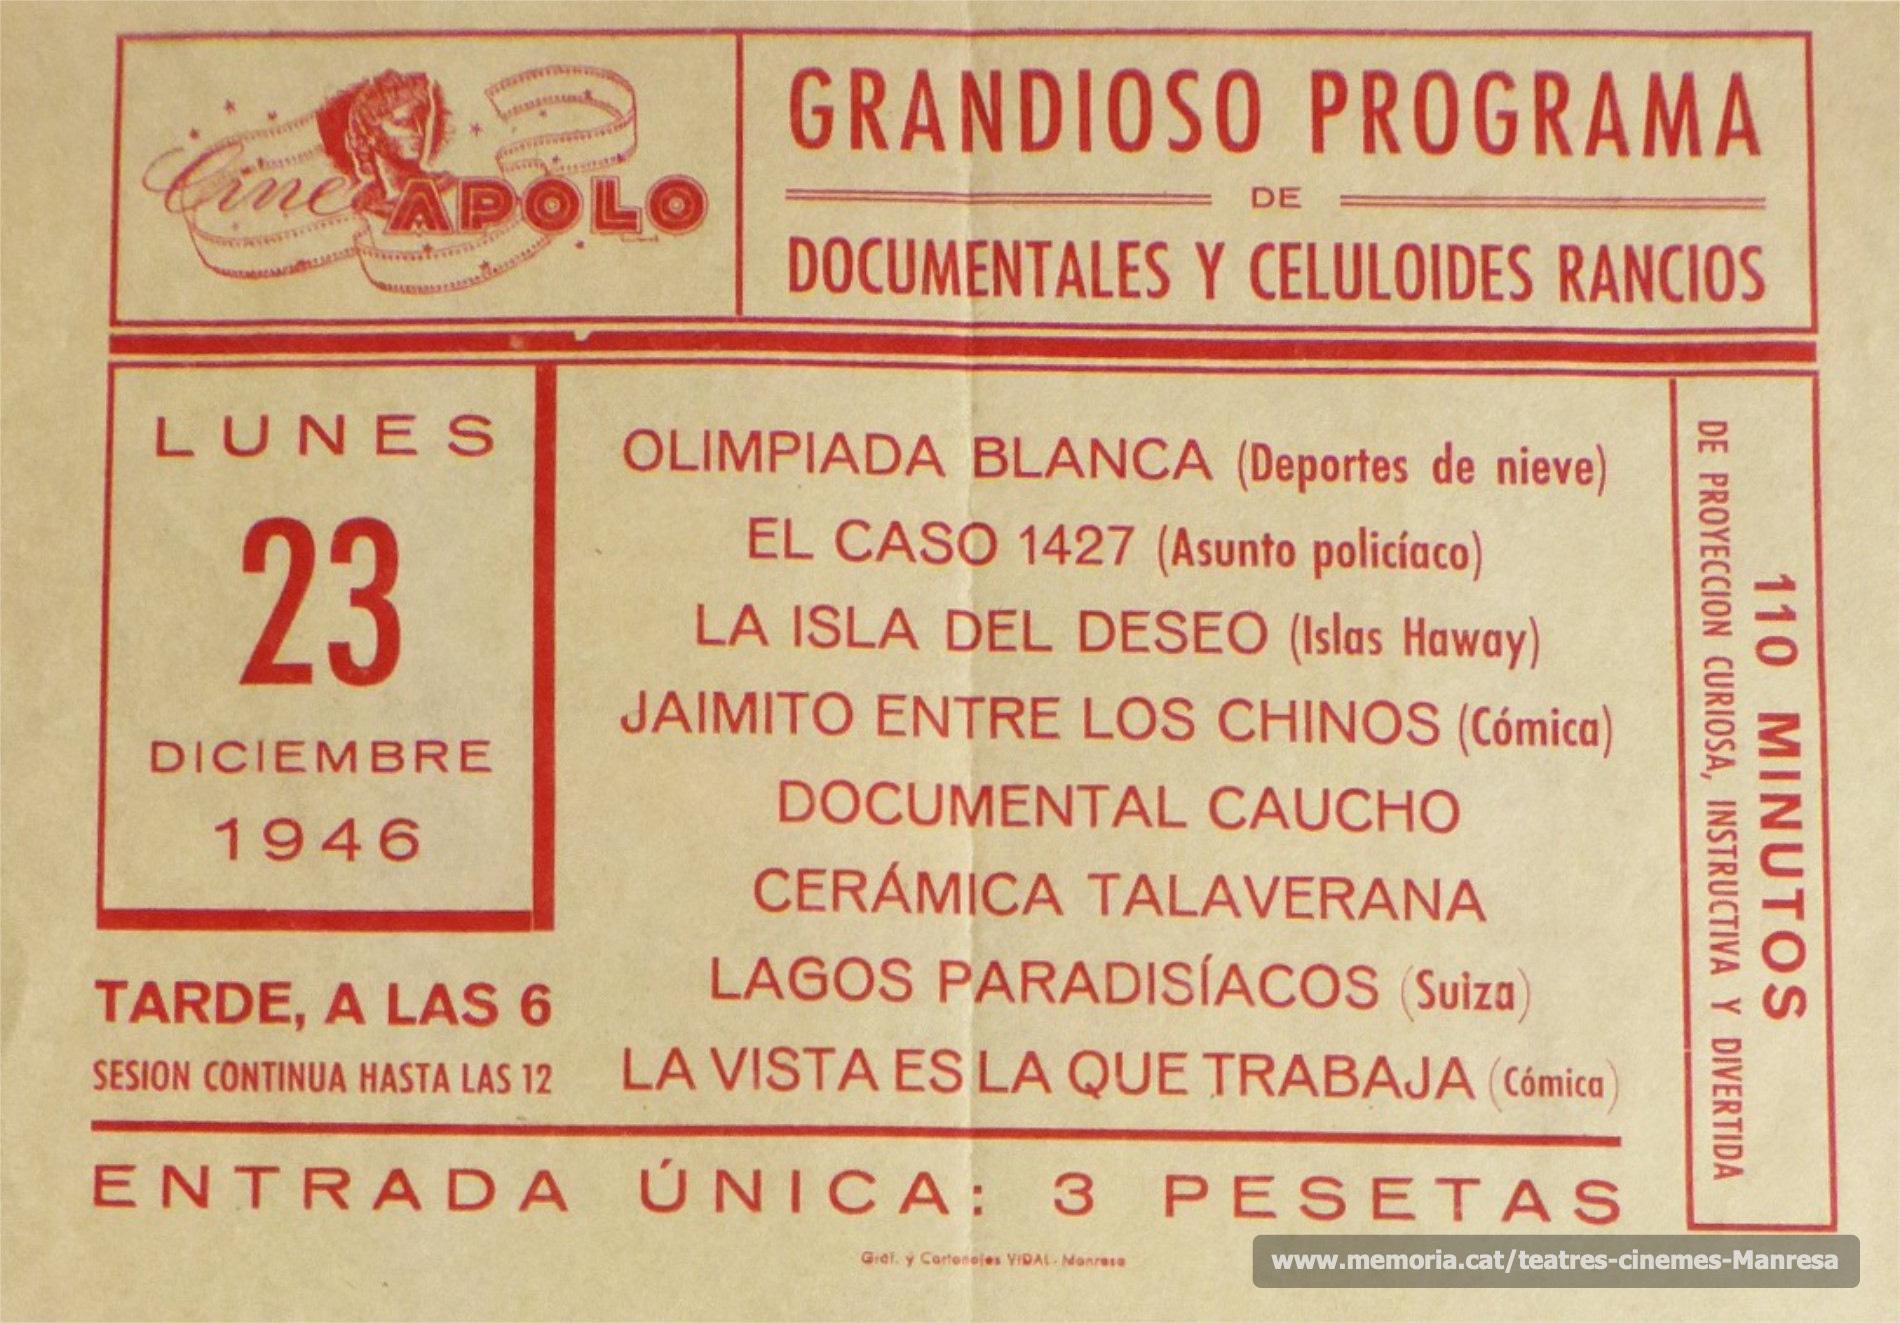 Cine APOLO
GRANDIOSO PROGRAMA
DE
DOCUMENTALES Y CELULOIDES RANCIOS
LUNES
23
DICIEMBRE
1946
TARDE, A LAS 6
SESION CONTINUA HASTA LAS 12
OLIMPIADA BLANCA (Deportes de nieve)
EL CASO 1427 (Asunto policíaco)
LA ISLA DEL DESEO (Islas Haway)
JAIMITO ENTRE LOS CHINOS (Cómica)
DOCUMENTAL CAUCHO
CERÁMICA TALAVERANA
LAGOS PARADISÍACOS (Suiza)
LA VISTA ES LA QUE TRABAJA (Cómica)
110 MINUTOS
DE PROYECCION CURIOSA, INSTRUCTIVA Y DIVERTIDA
ENTRADA ÚNICA: 3 PESETAS
Gráf. y Cartonajes VIDAL - Manresa
www.memoria.cat/teatres-cinemes-Manresa